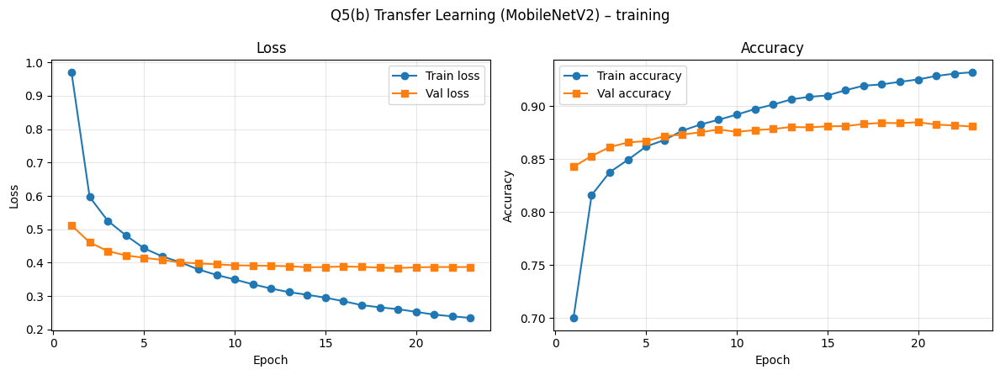 Q5(b) Transfer Learning (MobileNetV2) – training
Loss
1.0
0.9
0.8
0.7
0.6
0.5
0.4
0.3
0.2
0
5
10
15
20
Epoch
Loss
Train loss
Val loss
Accuracy
0.90
0.85
0.80
0.75
0.70
0
5
10
15
20
Epoch
Accuracy
Train accuracy
Val accuracy